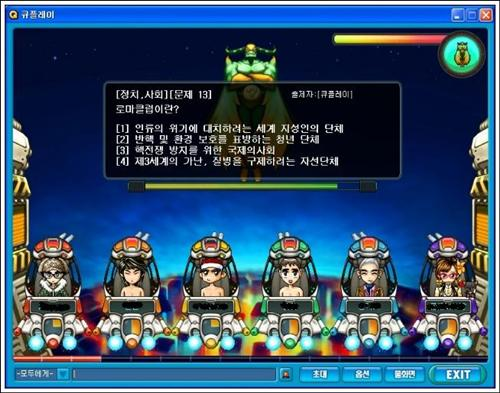 Q 큐플레이
[정치,사회][문제 13] 출제자:[큐플레이]
로마클럽이란?
[1] 인류의 위기에 대처하려는 세계 지성인의 단체
[2] 반핵 및 환경 보호를 표방하는 청년 단체
[3] 핵전쟁 방지를 위한 국제의사회
[4] 제3세계의 가난, 질병을 구제하려는 자선단체
-모두에게- 초대 옵션 풀화면 EXIT